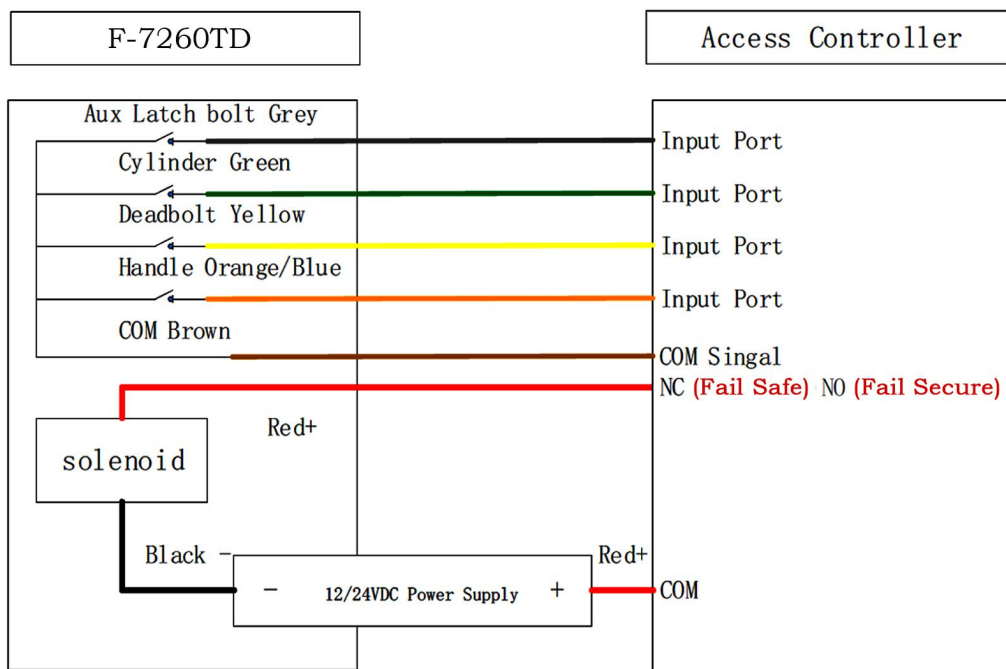 F-7260TD
Access Controller
Aux Latch bolt Grey
Input Port
Cylinder Green
Input Port
Deadbolt Yellow
Input Port
Handle Orange/Blue
Input Port
COM Brown
COM Singal
NC (Fail Safe) NO (Fail Secure)
Red+
solenoid
Black -
Red+
- 12/24VDC Power Supply +
COM